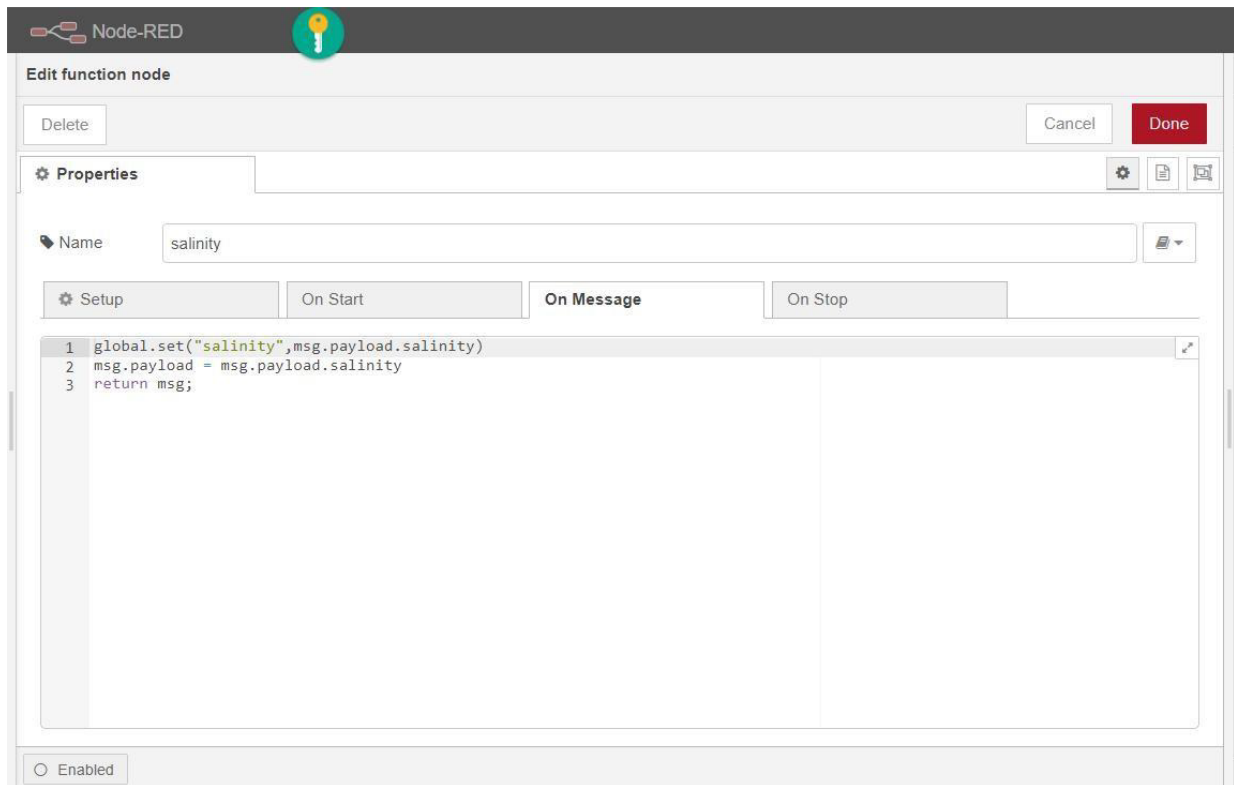 Node-RED
Edit function node
Delete
Cancel
Done
Properties
Name
salinity
Setup
On Start
On Message
On Stop
1 global.set("salinity",msg.payload.salinity)
2 msg.payload = msg.payload.salinity
3 return msg;
Enabled